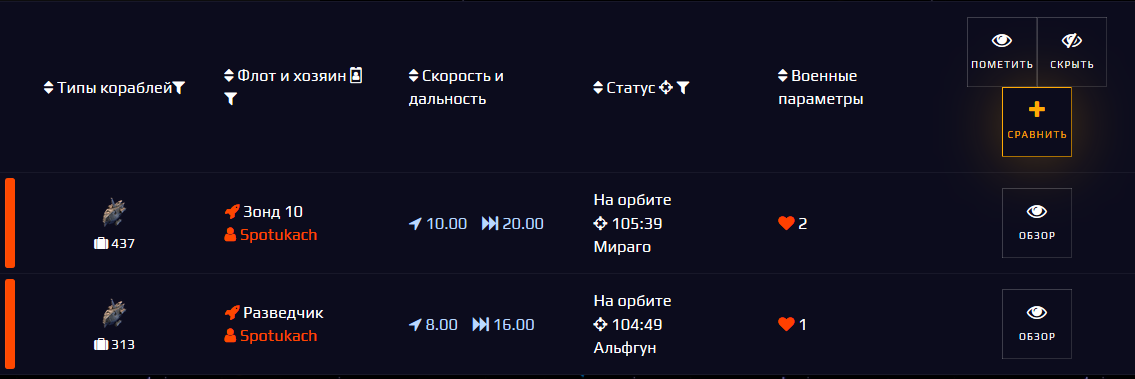 Типы кораблей
Флот и хозяин
Скорость и
дальность
Статус
Военные
параметры
ПОМЕТИТЬ
СКРЫТЬ
СРАВНИТЬ
437
Зонд 10
Spotukach
10.00 20.00
На орбите
105:39
Мираго
2
ОБЗОР
313
Разведчик
Spotukach
8.00 16.00
На орбите
104:49
Альфгун
1
ОБЗОР